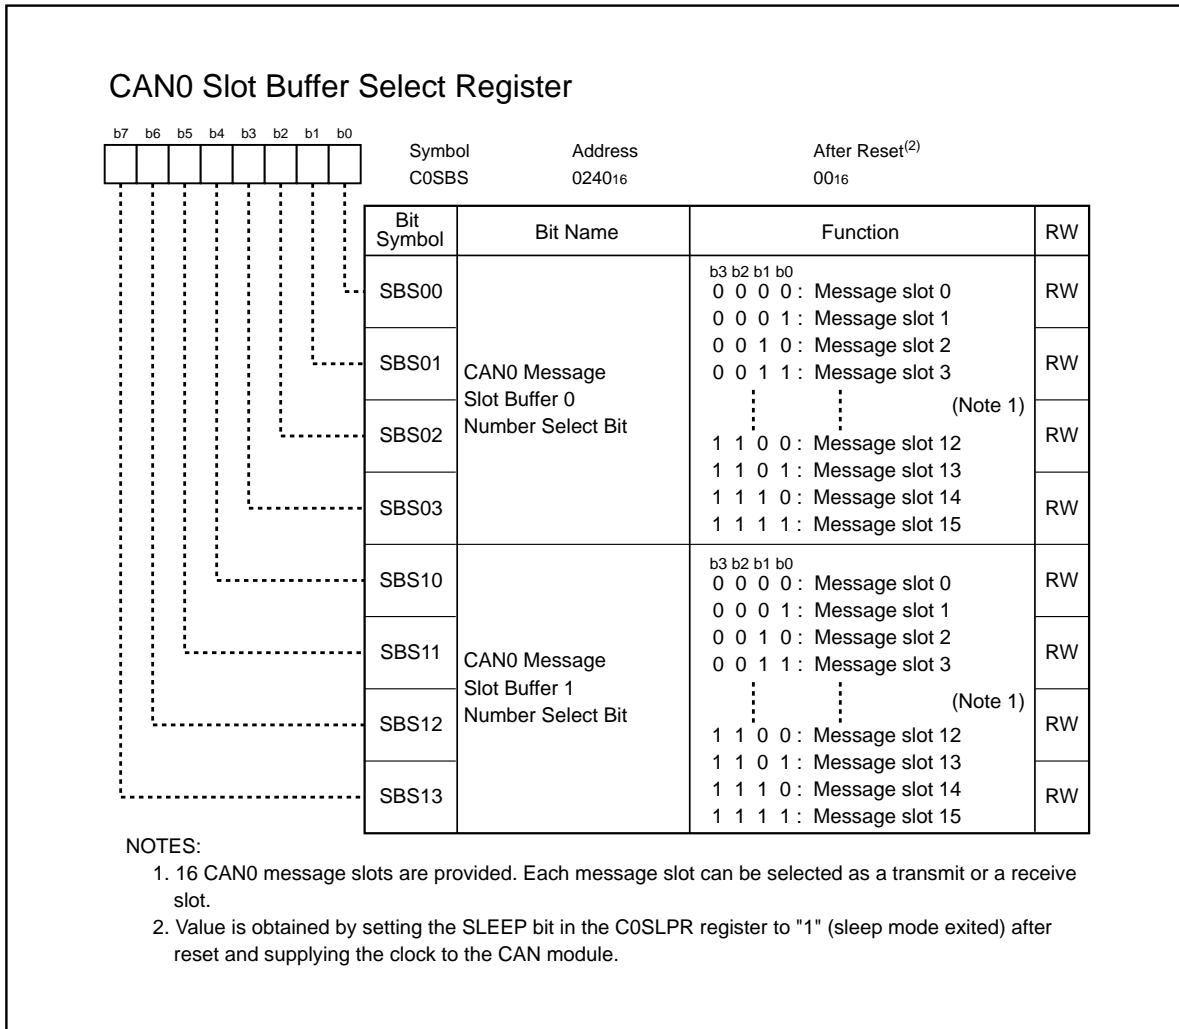 CAN0 Slot Buffer Select Register
b7 b6 b5 b4 b3 b2 b1 b0
Symbol Address After Reset(2)
C0SBS 024016 0016
Bit Symbol Bit Name Function RW
SBS00 RW
SBS01 RW
SBS02 RW
SBS03 RW
CAN0 Message
Slot Buffer 0
Number Select Bit
b3 b2 b1 b0
0 0 0 0 : Message slot 0
0 0 0 1 : Message slot 1
0 0 1 0 : Message slot 2
0 0 1 1 : Message slot 3
(Note 1)
1 1 0 0 : Message slot 12
1 1 0 1 : Message slot 13
1 1 1 0 : Message slot 14
1 1 1 1 : Message slot 15
SBS10 RW
SBS11 RW
SBS12 RW
SBS13 RW
CAN0 Message
Slot Buffer 1
Number Select Bit
b3 b2 b1 b0
0 0 0 0 : Message slot 0
0 0 0 1 : Message slot 1
0 0 1 0 : Message slot 2
0 0 1 1 : Message slot 3
(Note 1)
1 1 0 0 : Message slot 12
1 1 0 1 : Message slot 13
1 1 1 0 : Message slot 14
1 1 1 1 : Message slot 15
NOTES:
1. 16 CAN0 message slots are provided. Each message slot can be selected as a transmit or a receive
slot.
2. Value is obtained by setting the SLEEP bit in the C0SLPR register to "1" (sleep mode exited) after
reset and supplying the clock to the CAN module.